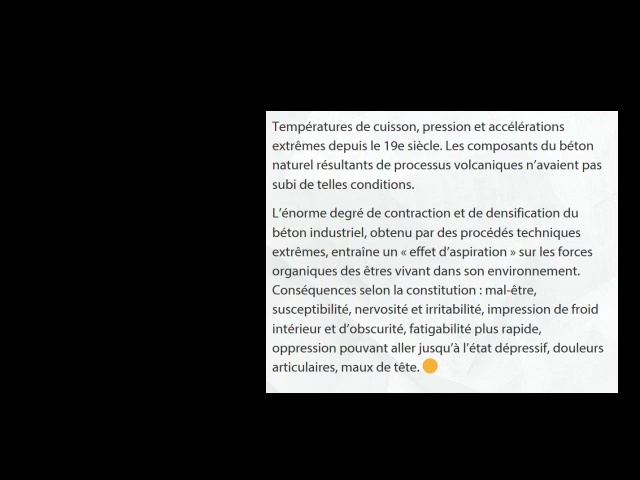 Températures de cuisson, pression et accélérations
extrêmes depuis le 19e siècle. Les composants du béton
naturel résultants de processus volcaniques n’avaient pas
subi de telles conditions.
L’énorme degré de contraction et de densification du
béton industriel, obtenu par des procédés techniques
extrêmes, entraîne un « effet d’aspiration » sur les forces
organiques des êtres vivant dans son environnement.
Conséquences selon la constitution : mal-être,
susceptibilité, nervosité et irritabilité, impression de froid
intérieur et d’obscurité, fatigabilité plus rapide,
oppression pouvant aller jusqu’à l’état dépressif, douleurs
articulaires, maux de tête.